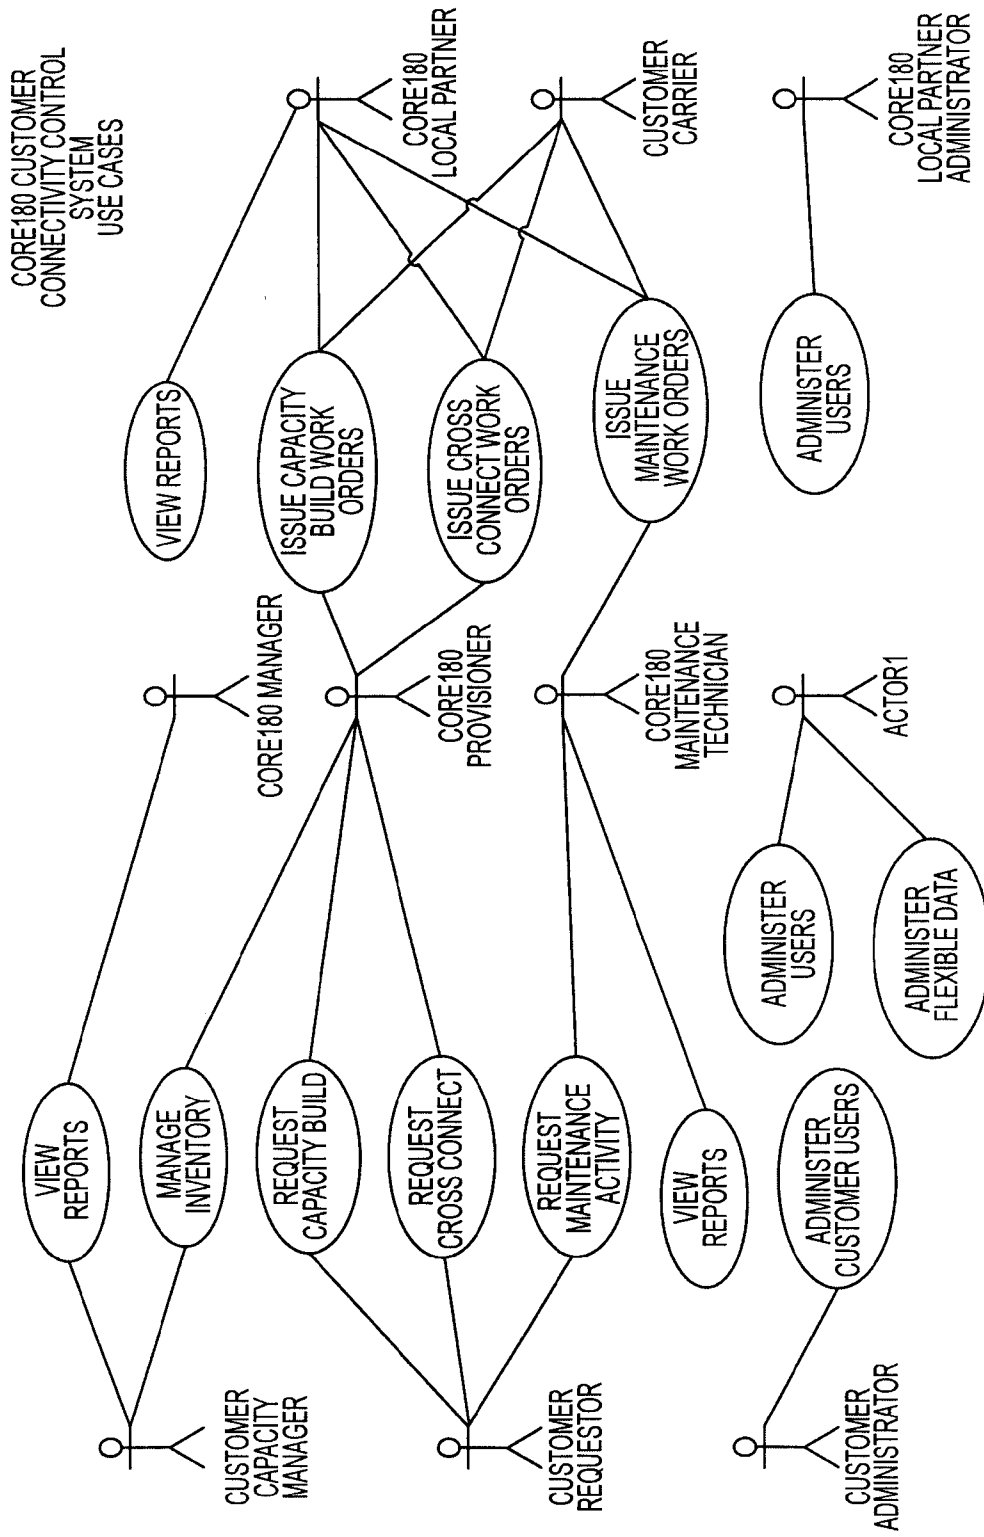 CORE180 CUSTOMER
CONNECTIVITY CONTROL
SYSTEM
USE CASES
CUSTOMER
CAPACITY
MANAGER
VIEW
REPORTS
MANAGE
INVENTORY
CORE180 MANAGER
VIEW REPORTS
CORE180
LOCAL PARTNER
CUSTOMER
REQUESTOR
REQUEST
CAPACITY BUILD
REQUEST
CROSS CONNECT
REQUEST
MAINTENANCE
ACTIVITY
CORE180
PROVISIONER
ISSUE CAPACITY
BUILD WORK
ORDERS
ISSUE CROSS
CONNECT WORK
ORDERS
CUSTOMER
CARRIER
VIEW
REPORTS
CORE180
MAINTENANCE
TECHNICIAN
ISSUE
MAINTENANCE
WORK ORDERS
CUSTOMER
ADMINISTRATOR
ADMINISTER
CUSTOMER USERS
ADMINISTER
USERS
ADMINISTER
FLEXIBLE DATA
ACTOR1
ADMINISTER
USERS
CORE180
LOCAL PARTNER
ADMINISTRATOR